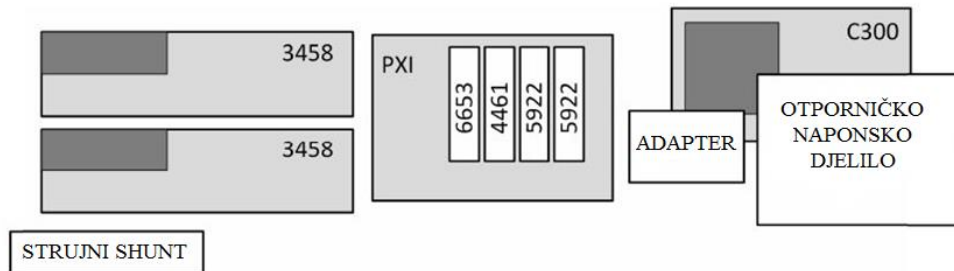 3458
3458
STRUJNI SHUNT
PXI
6653
4461
5922
5922
C300
ADAPTER
OTPORNIČKO
NAPONSKO
DJELILO